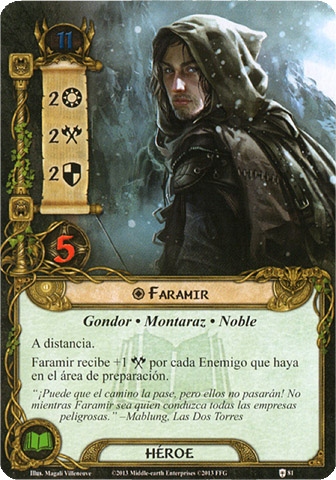 11
2
2
2
5
FARAMIR
Gondor • Montaraz • Noble
A distancia.
Faramir recibe +1 por cada Enemigo que haya
en el área de preparación.
“¡Puede que el camino la pase, pero ellos no pasarán! No
mientras Faramir sea quien conduzca todas las empresas
peligrosas.” –Mablung, Las Dos Torres
HÉROE
Illus. Magali Villeneuve ©2013 Middle-earth Enterprises ©2013 FFG 81